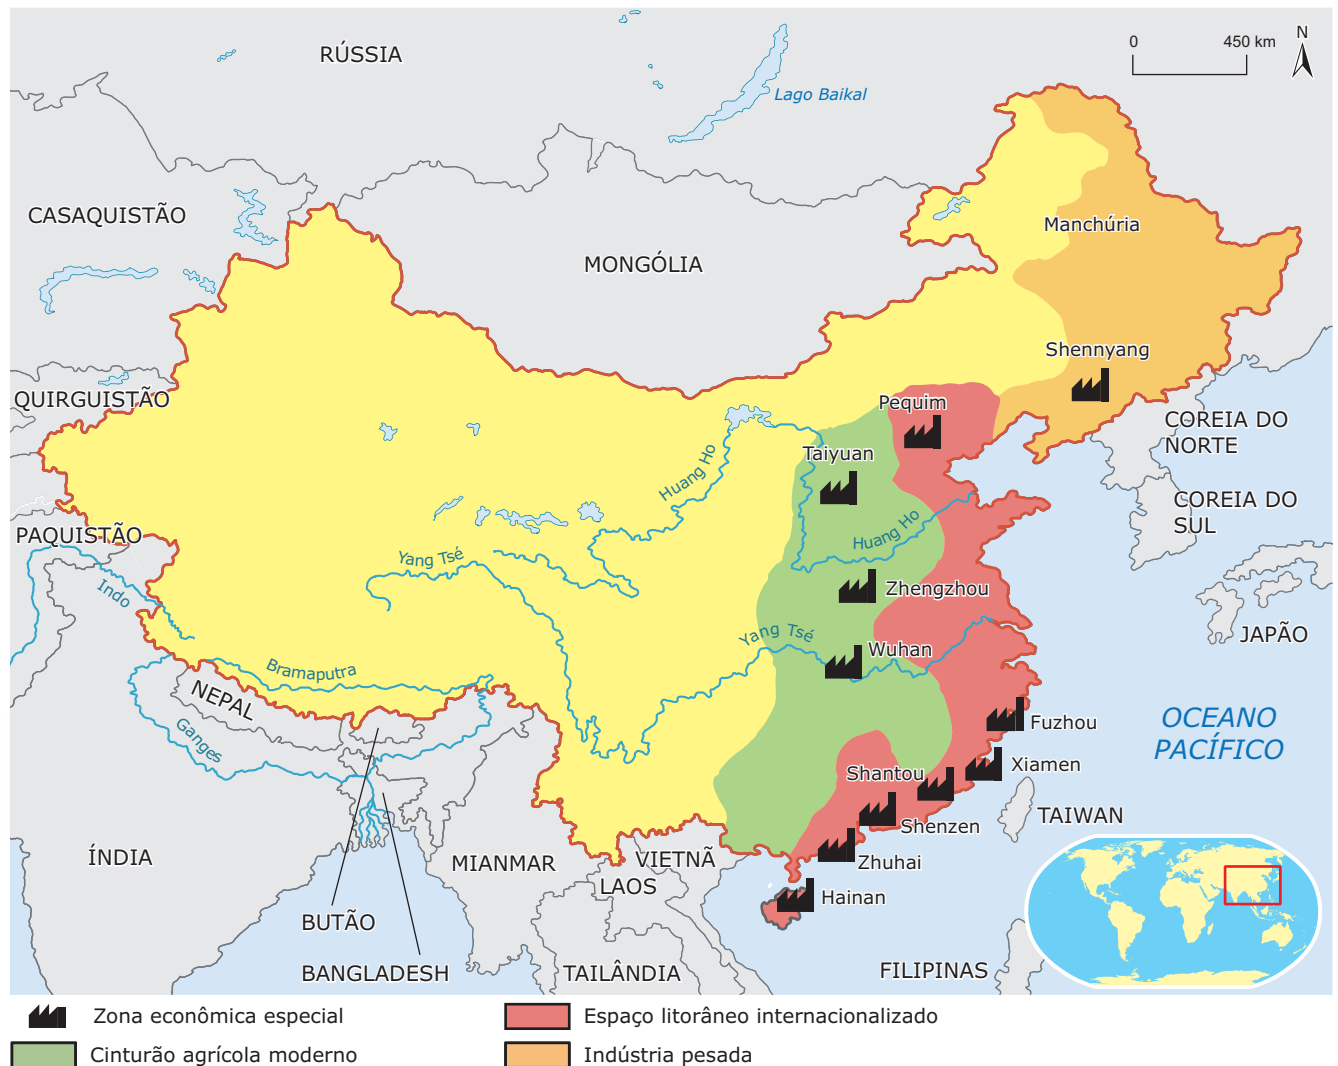 RÚSSIA
0 450 km
N
Lago Baikal
CASAQUISTÃO
MONGÓLIA
Manchúria
Shennyang
QUIRGUISTÃO
Pequim
COREIA DO
NORTE
Taiyuan
Huang Ho
COREIA DO
SUL
PAQUISTÃO
Huang Ho
Yang Tsé
Indo
Zhengzhou
JAPÃO
Yang Tsé
Wuhan
Bramaputra
NEPAL
Ganges
Fuzhou
OCEANO
PACÍFICO
Xiamen
Shantou
TAIWAN
Shenzen
ÍNDIA
MIANMAR
VIETNÃ
Zhuhai
LAOS
Hainan
BUTÃO
BANGLADESH
TAILÂNDIA
FILIPINAS
Zona econômica especial
Espaço litorâneo internacionalizado
Cinturão agrícola moderno
Indústria pesada